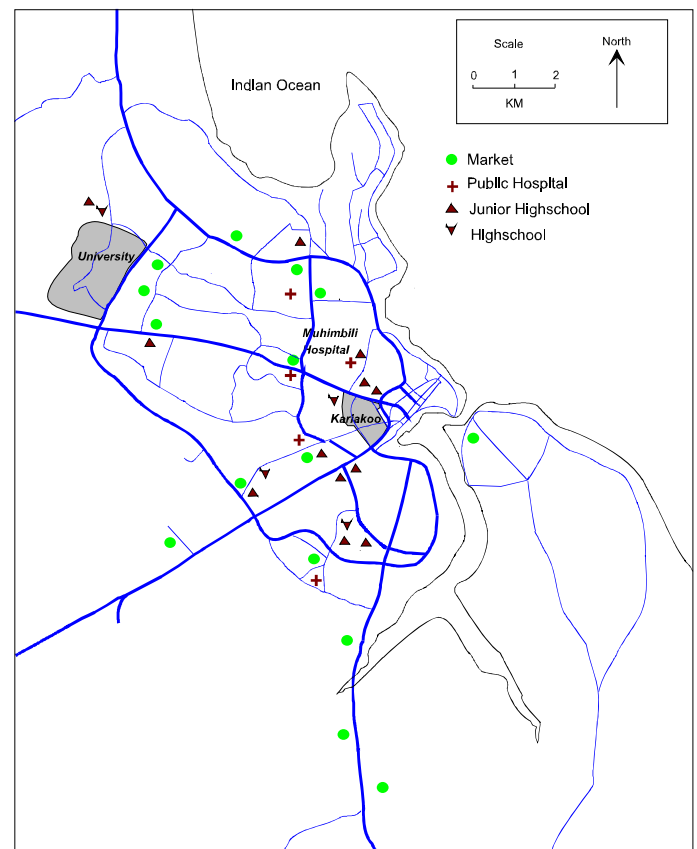 Scale
North
0 1 2
KM
Indian Ocean
Market
Public Hospital
Junior Highschool
Highschool
University
Muhimbili
Hospital
Kariakoo